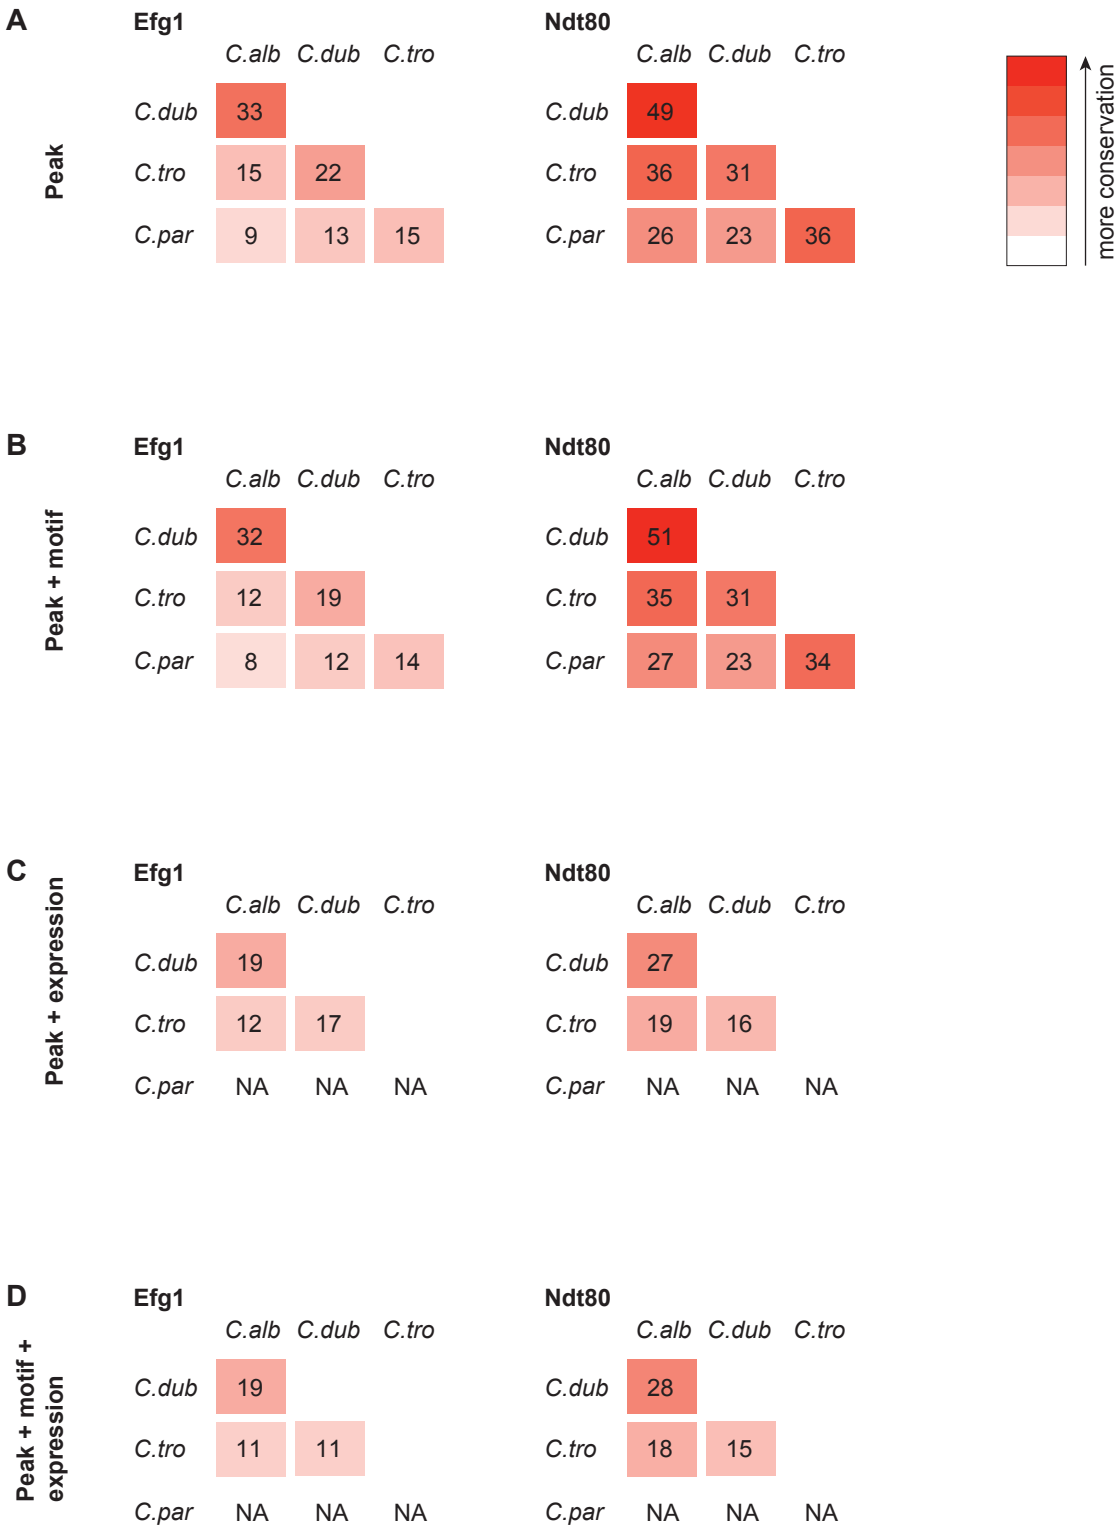 A
Peak
Efg1
C.alb C.dub C.tro
C.dub 33
C.tro 15 22
C.par 9 13 15
Ndt80
C.alb C.dub C.tro
C.dub 49
C.tro 36 31
C.par 26 23 36
more conservation
B
Peak + motif
Efg1
C.alb C.dub C.tro
C.dub 32
C.tro 12 19
C.par 8 12 14
Ndt80
C.alb C.dub C.tro
C.dub 51
C.tro 35 31
C.par 27 23 34
C
Peak + expression
Efg1
C.alb C.dub C.tro
C.dub 19
C.tro 12 17
C.par NA NA NA
Ndt80
C.alb C.dub C.tro
C.dub 27
C.tro 19 16
C.par NA NA NA
D
Peak + motif +
expression
Efg1
C.alb C.dub C.tro
C.dub 19
C.tro 11 11
C.par NA NA NA
Ndt80
C.alb C.dub C.tro
C.dub 28
C.tro 18 15
C.par NA NA NA